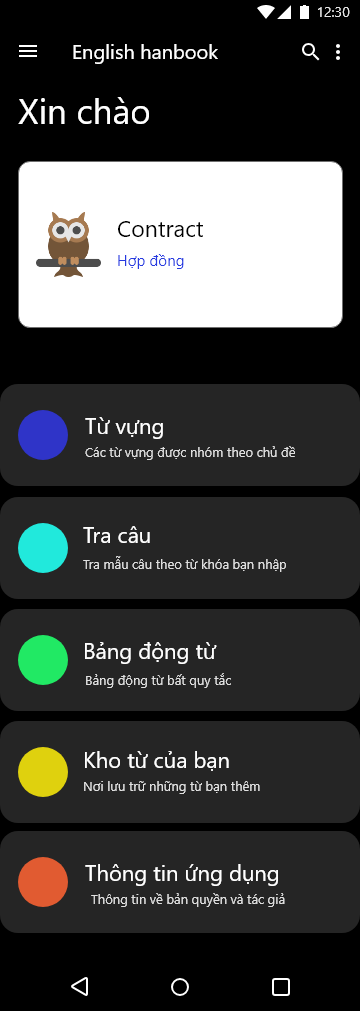 12:30
English hanbook
Xin chào
Contract
Hợp đồng
Từ vựng
Các từ vựng được nhóm theo chủ đề
Tra câu
Tra mẫu câu theo từ khóa bạn nhập
Bảng động từ
Bảng động từ bất quy tắc
Kho từ của bạn
Nơi lưu trữ những từ bạn thêm
Thông tin ứng dụng
Thông tin về bản quyền và tác giả